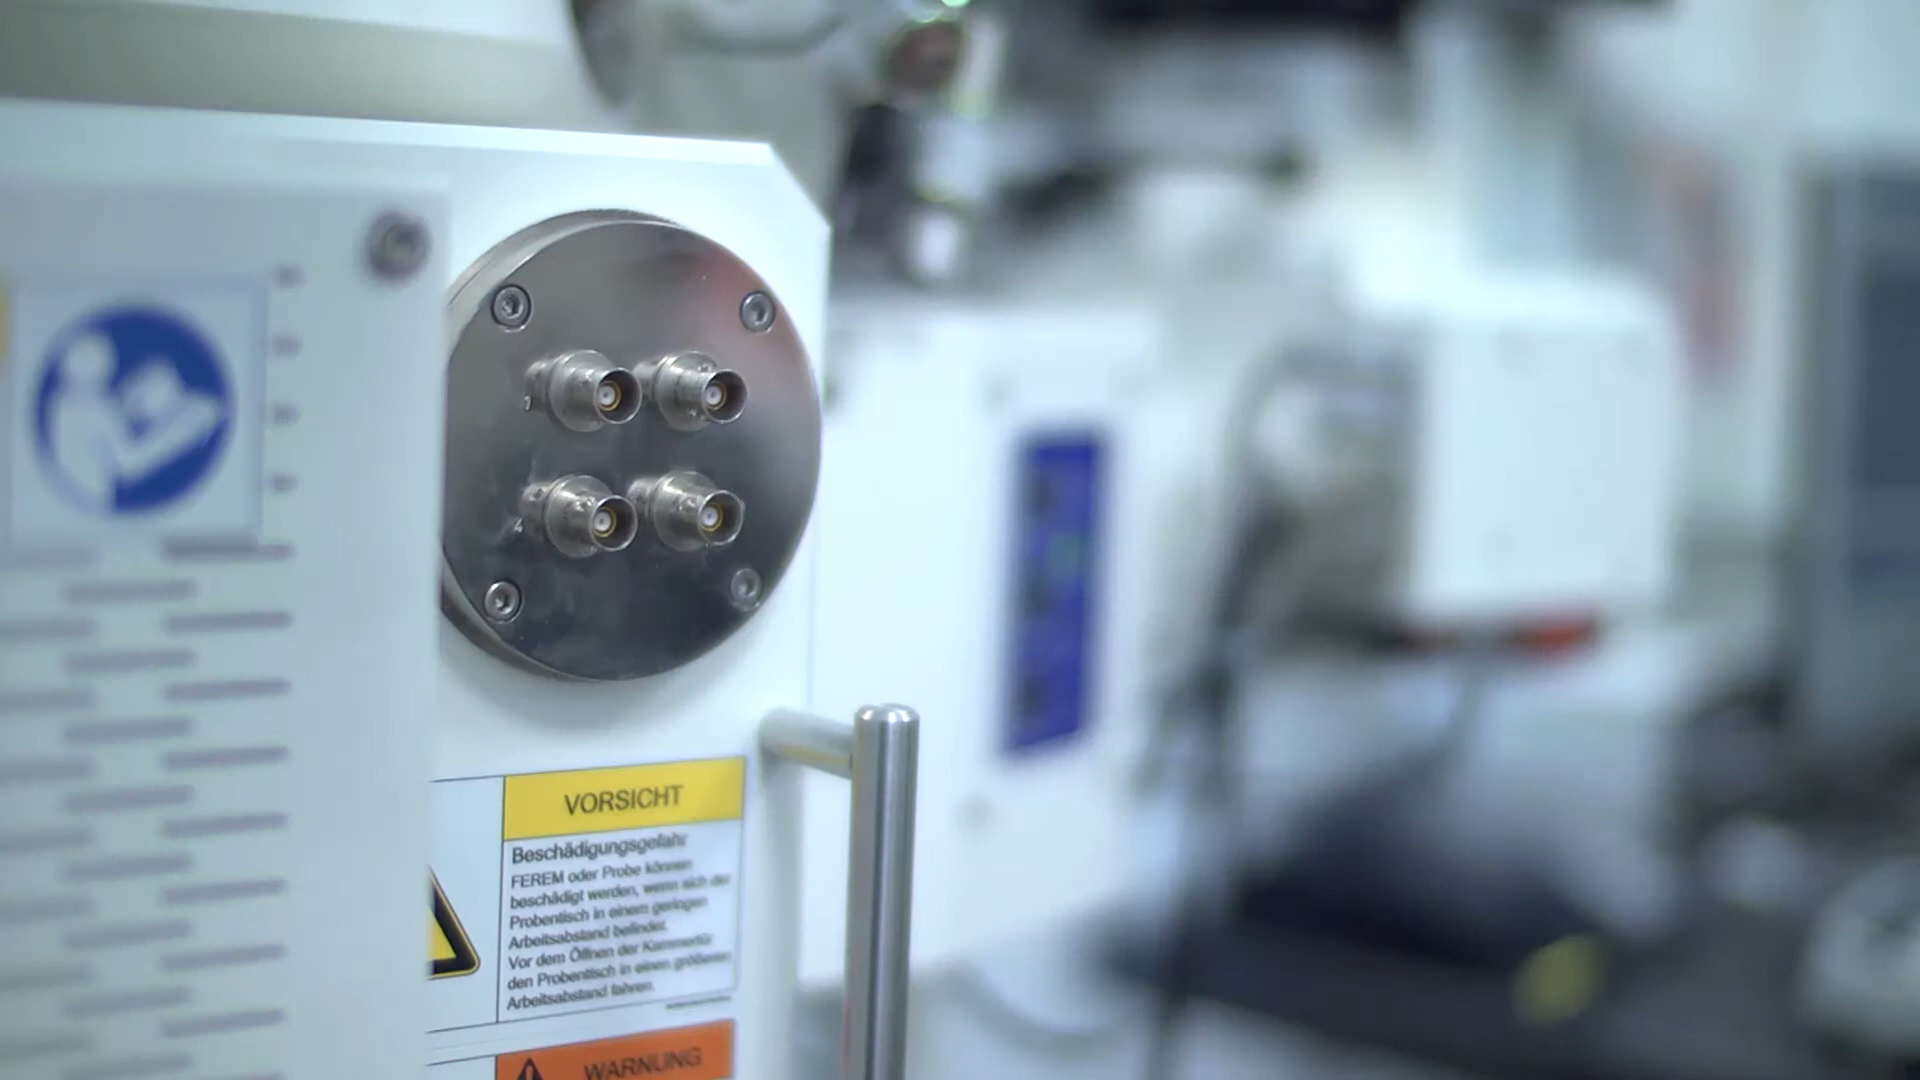 VORSICHT
Beschädigungsgefahr
FEREM oder Probe können
beschädigt werden, wenn sich der
Probentisch in einem geringen
Arbeitsabstand befindet.
Vor dem Öffnen der Kammertür
den Probentisch in einen größeren
Arbeitsabstand fahren.
WARNUNG